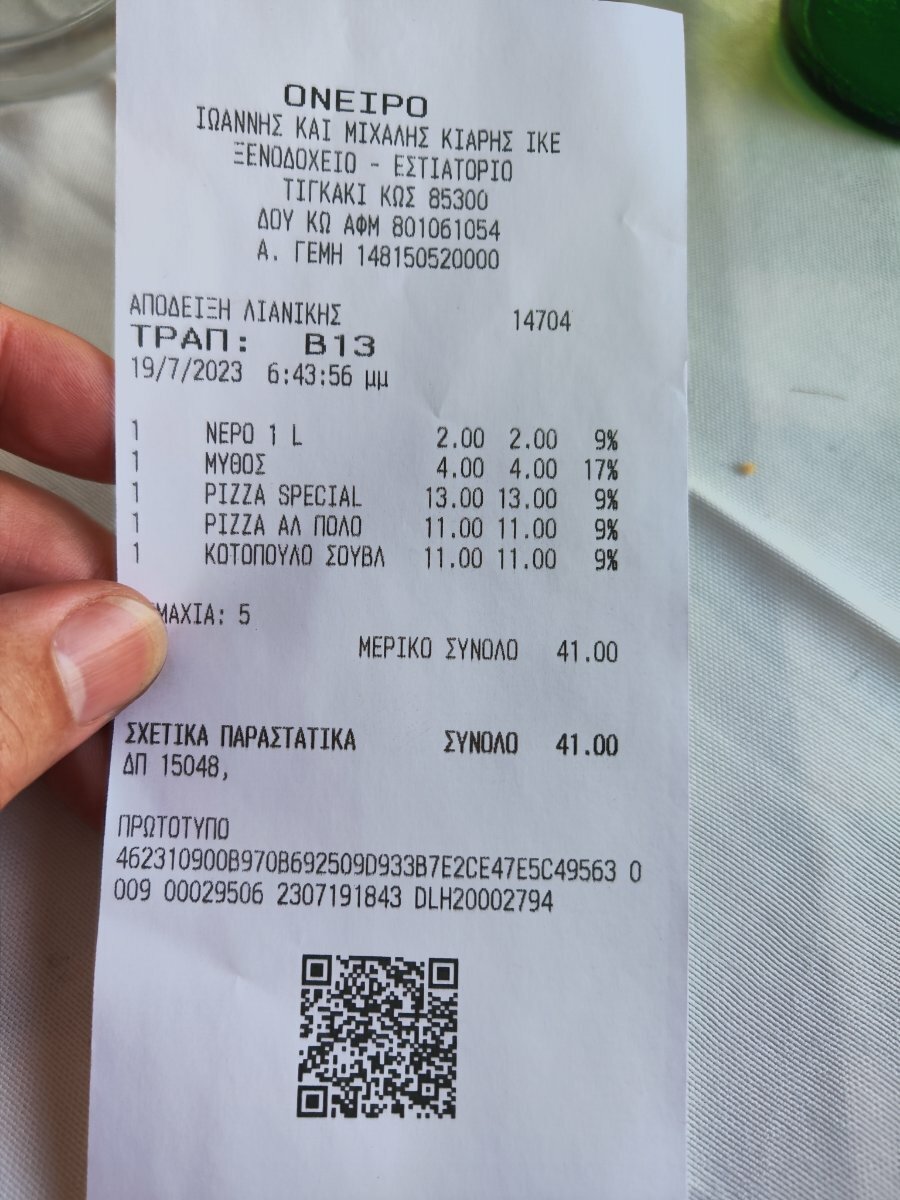 ΟΝΕΙΡΟ
ΙΩΑΝΝΗΣ ΚΑΙ ΜΙΧΑΛΗΣ ΚΙΑΡΗΣ ΙΚΕ
ΞΕΝΟΔΟΧΕΙΟ - ΕΣΤΙΑΤΟΡΙΟ
ΤΙΓΚΑΚΙ ΚΩΣ 85300
ΔΟΥ ΚΩ ΑΦΜ 801061054
Α. ΓΕΜΗ 148150520000
ΑΠΟΔΕΙΞΗ ΛΙΑΝΙΚΗΣ 14704
ΤΡΑΠ: B13
19/7/2023 6:43:56 μμ
1 ΝΕΡΟ 1 L 2.00 2.00 9%
1 ΜΥΘΟΣ 4.00 4.00 17%
1 PIZZA SPECIAL 13.00 13.00 9%
1 PIZZA ΑΛ ΠΟΛΟ 11.00 11.00 9%
1 ΚΟΤΟΠΟΥΛΟ ΣΟΥΒΛ 11.00 11.00 9%
ΜΑΧΙΑ: 5
ΜΕΡΙΚΟ ΣΥΝΟΛΟ 41.00
ΣΧΕΤΙΚΑ ΠΑΡΑΣΤΑΤΙΚΑ ΣΥΝΟΛΟ 41.00
ΔΠ 15048,
ΠΡΩΤΟΤΥΠΟ
462310900B970B692509D933B7E2CE47E5C49563 0
009 00029506 2307191843 DLH20002794